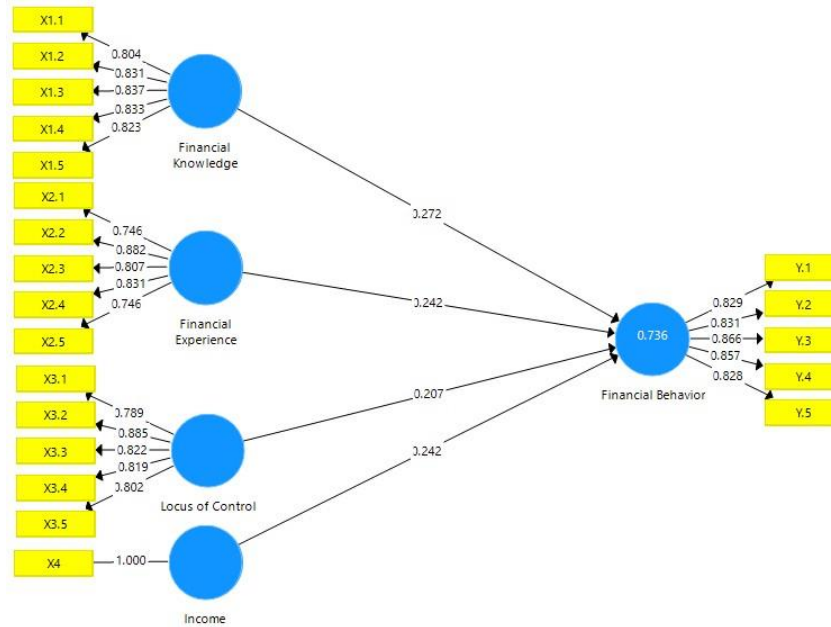 X1.1
X1.2
X1.3
X1.4
X1.5
0.804
0.831
0.837
0.833
0.823
Financial
Knowledge
X2.1
X2.2
X2.3
X2.4
X2.5
0.746
0.882
0.807
0.831
0.746
Financial
Experience
X3.1
X3.2
X3.3
X3.4
X3.5
0.789
0.885
0.822
0.819
0.802
Locus of Control
X4
1.000
Income
0.272
0.242
0.207
0.242
0.736
Financial Behavior
0.829
0.831
0.866
0.857
0.828
Y.1
Y.2
Y.3
Y.4
Y.5